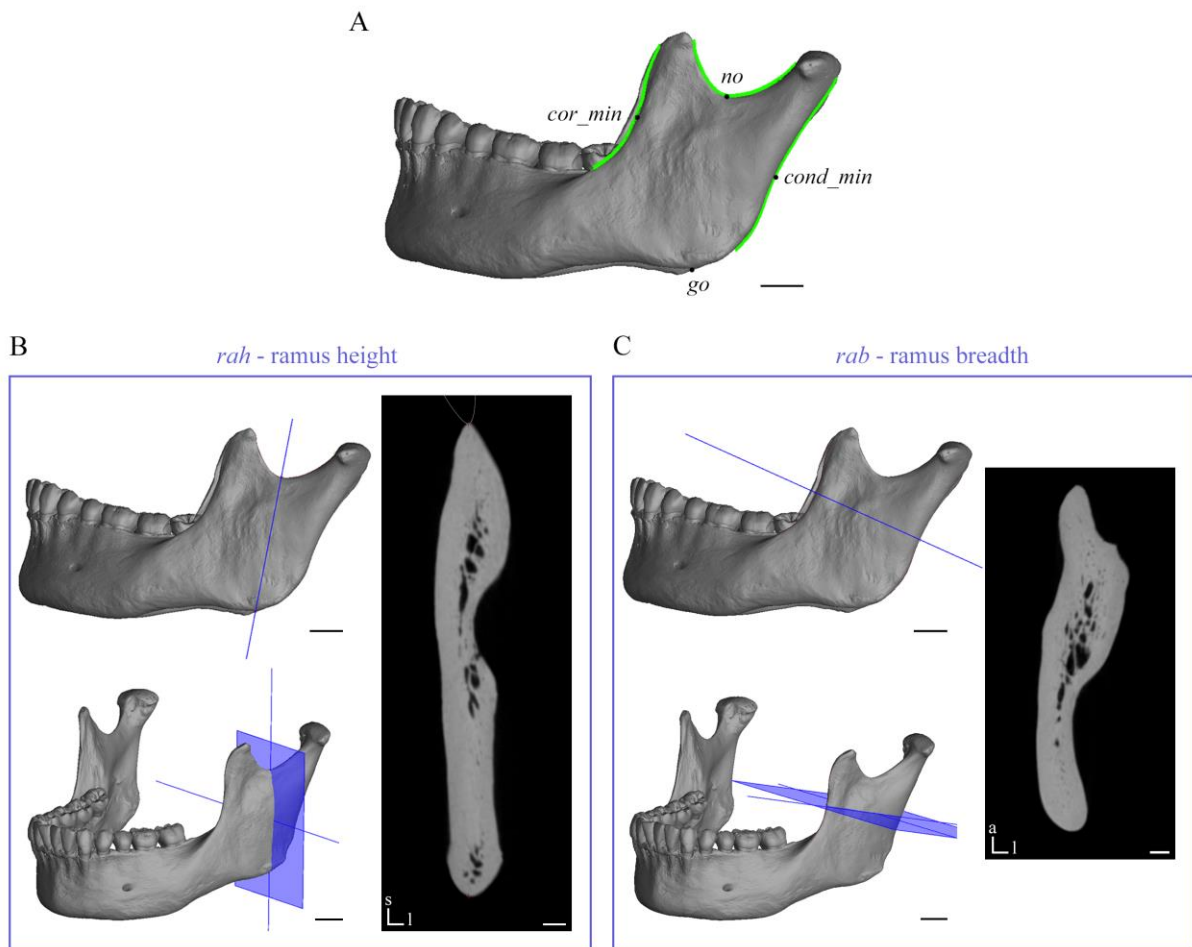 A
no
cor_min
cond_min
go
B
rah - ramus height
s
l
C
rab - ramus breadth
a
l